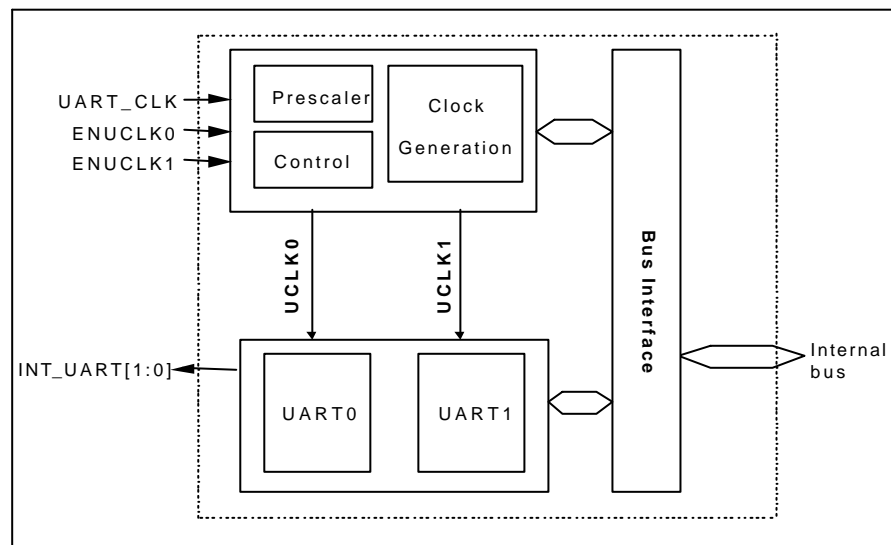 UART_CLK
ENUCLK0
ENUCLK1
Prescaler
Control
Clock
Generation
UCLK0
UCLK1
Bus Interface
INT_UART[1:0]
UART0
UART1
Internal
bus